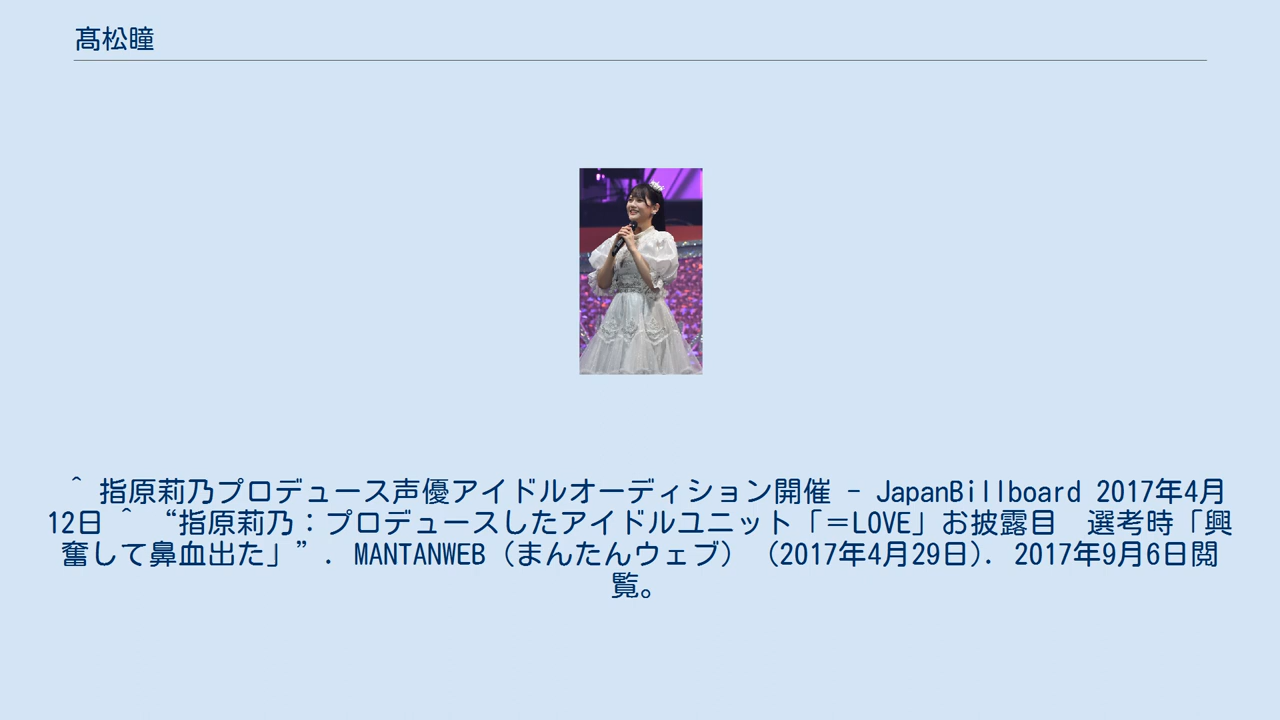 髙松瞳
^ 指原莉乃プロデュース声優アイドルオーディション開催 - JapanBillboard 2017年4月
12日 ^ “指原莉乃：プロデュースしたアイドルユニット「＝LOVE」お披露目　選考時「興
奮して鼻血出た」”. MANTANWEB（まんたんウェブ） (2017年4月29日). 2017年9月6日閲
覧。